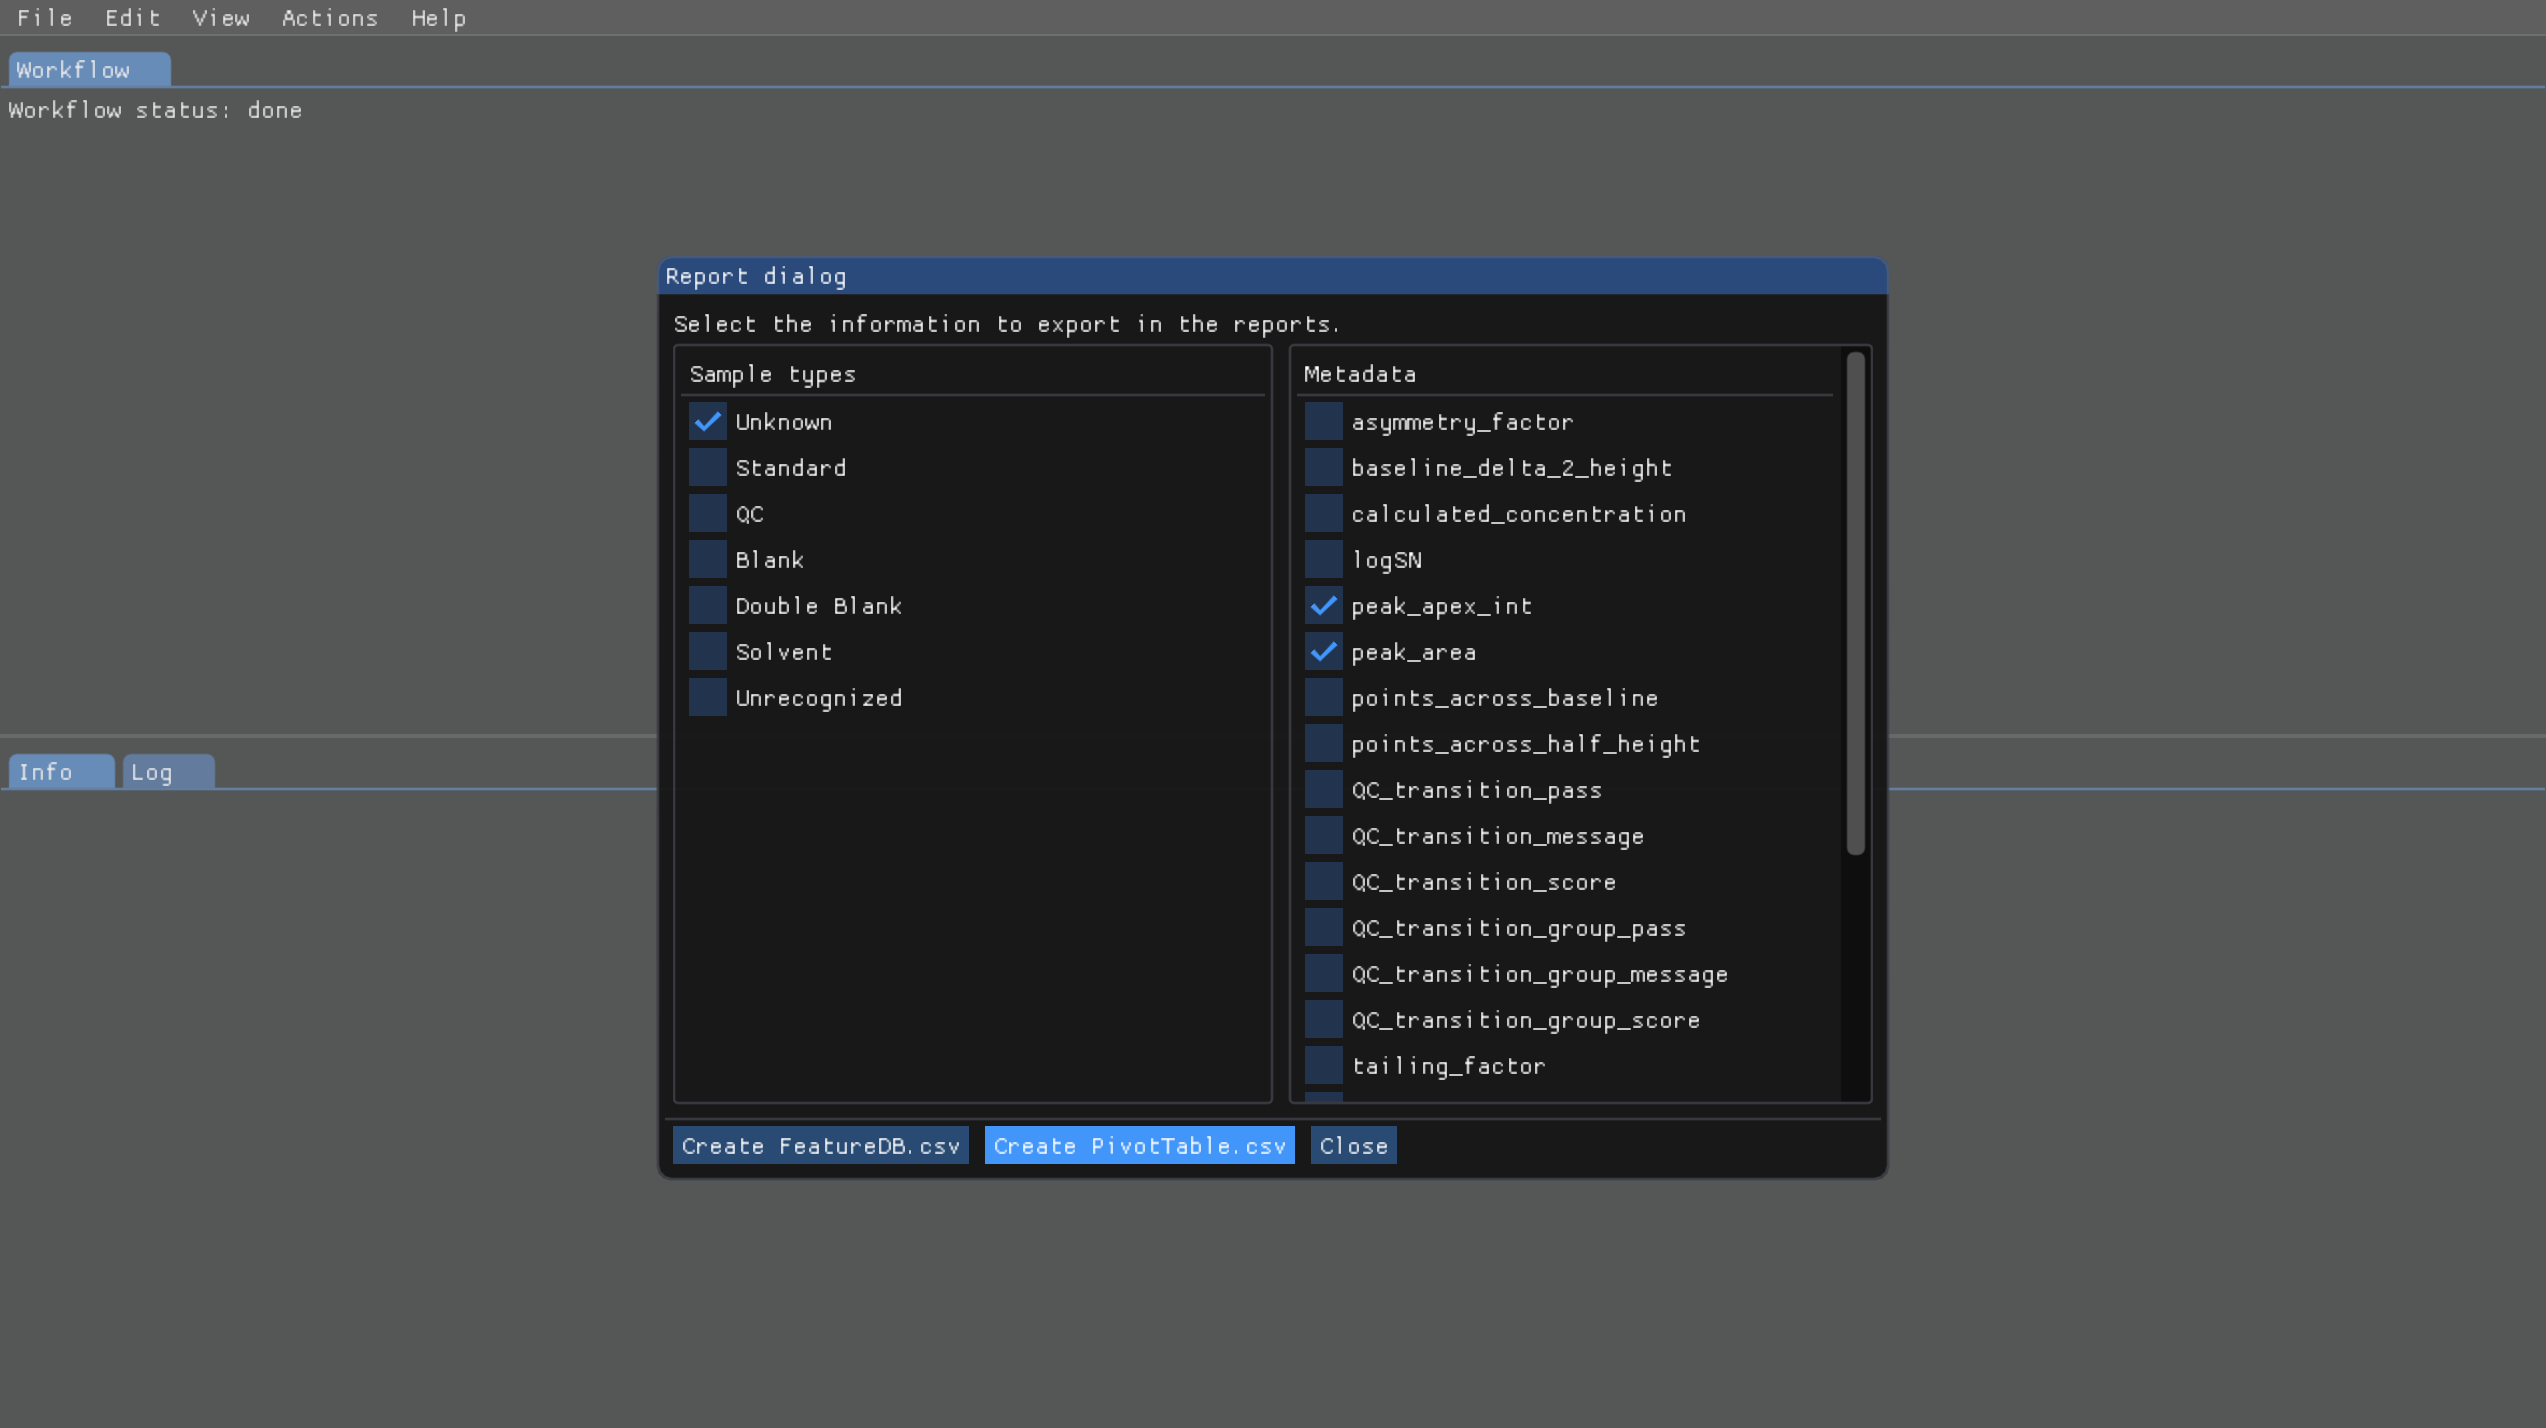 File Edit View Actions Help
Workflow
Workflow status: done
Report dialog
Select the information to export in the reports.
Sample types
Unknown
Standard
QC
Blank
Double Blank
Solvent
Unrecognized
Metadata
asymmetry_factor
baseline_delta_2_height
calculated_concentration
logSN
peak_apex_int
peak_area
points_across_baseline
points_across_half_height
QC_transition_pass
QC_transition_message
QC_transition_score
QC_transition_group_pass
QC_transition_group_message
QC_transition_group_score
tailing_factor
Create FeatureDB.csv Create PivotTable.csv Close
Info Log